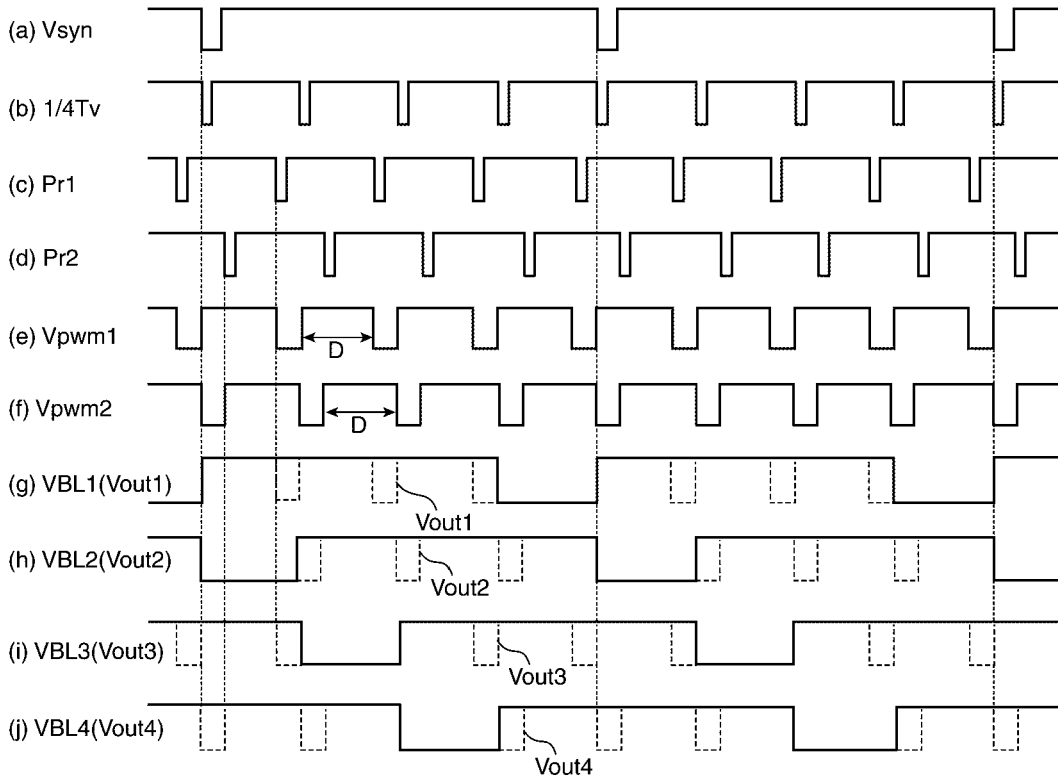 (a) Vsyn
(b) 1/4Tv
(c) Pr1
(d) Pr2
(e) Vpwm1
D
(f) Vpwm2
D
(g) VBL1(Vout1)
Vout1
(h) VBL2(Vout2)
Vout2
(i) VBL3(Vout3)
Vout3
(j) VBL4(Vout4)
Vout4